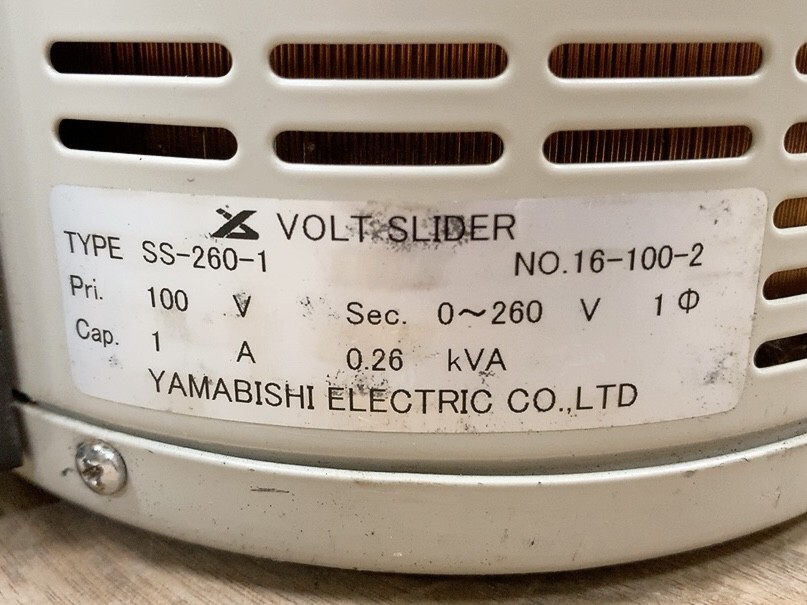 VOLT SLIDER
TYPE SS-260-1 NO.16-100-2
Pri. 100 V Sec. 0～260 V 1Φ
Cap. 1 A 0.26 kVA
YAMABISHI ELECTRIC CO.,LTD